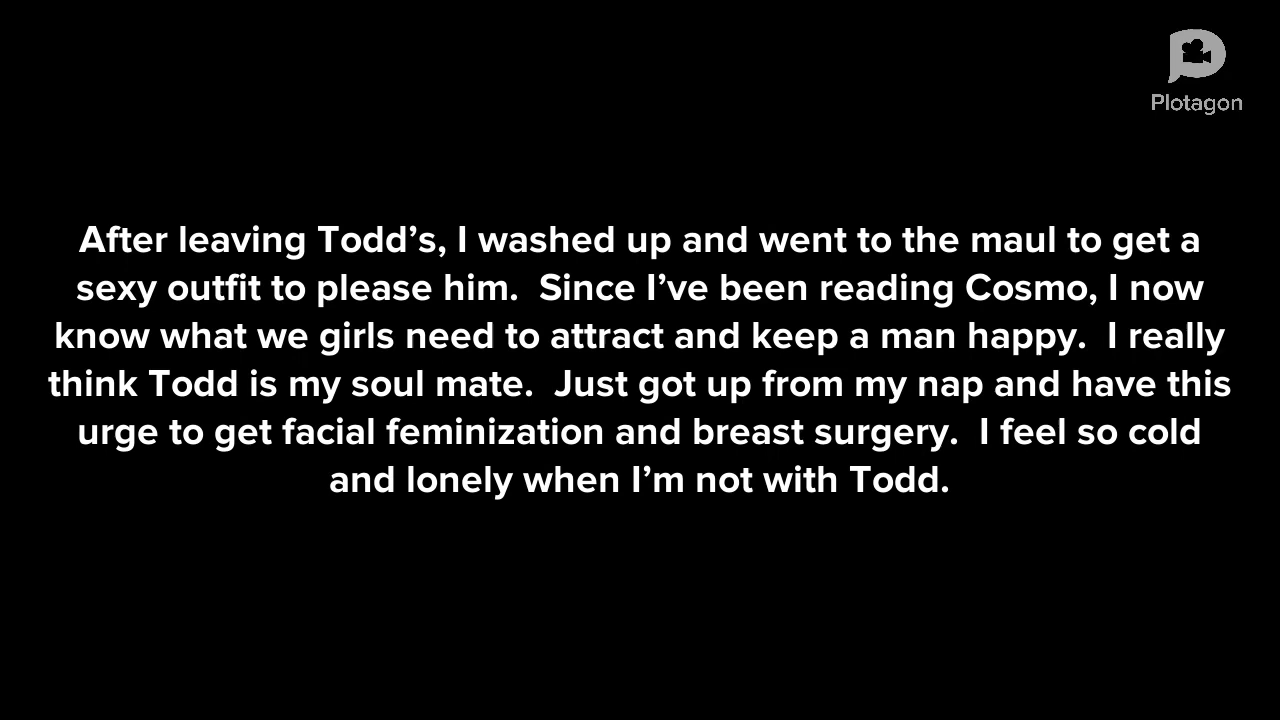 Plotagon
After leaving Todd’s, I washed up and went to the maul to get a
sexy outfit to please him.  Since I’ve been reading Cosmo, I now
know what we girls need to attract and keep a man happy.  I really
think Todd is my soul mate.  Just got up from my nap and have this
urge to get facial feminization and breast surgery.  I feel so cold
and lonely when I’m not with Todd.